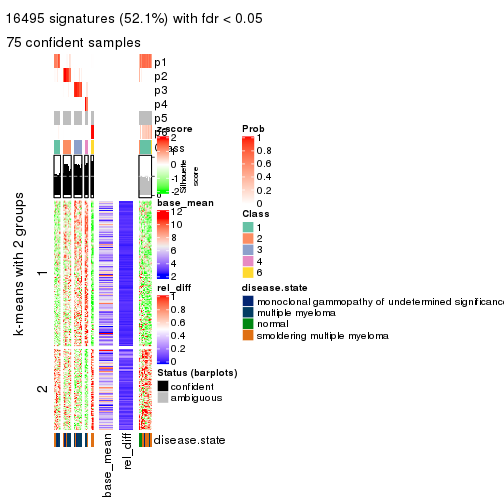 16495 signatures (52.1%) with fdr < 0.05
75 confident samples
p1
p2
p3
p4
p5
z-score
2
1
0
-1
-2
Silhouette
score
0
base_mean
12
10
8
6
4
2
rel_diff
1
0.8
0.6
0.4
0.2
0
Status (barplots)
confident
ambiguous
Prob
1
0.8
0.6
0.4
0.2
0
Class
1
2
3
4
6
disease.state
monoclonal gammopathy of undetermined significance
multiple myeloma
normal
smoldering multiple myeloma
k-means with 2 groups
1
2
base_mean
rel_diff
disease.state